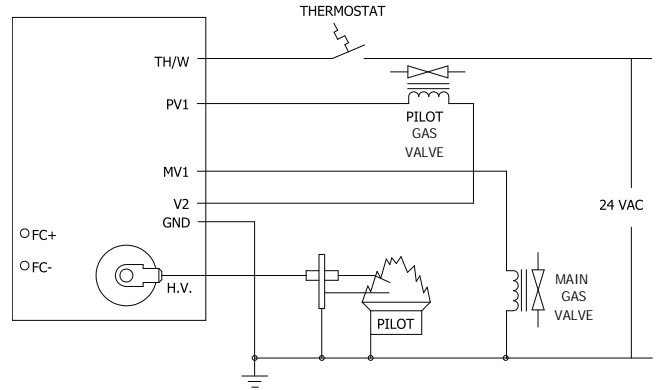 THERMOSTAT
TH/W
PV1
PILOT
GAS
VALVE
MV1
V2
GND
24 VAC
FC+
FC-
H.V.
PILOT
MAIN
GAS
VALVE